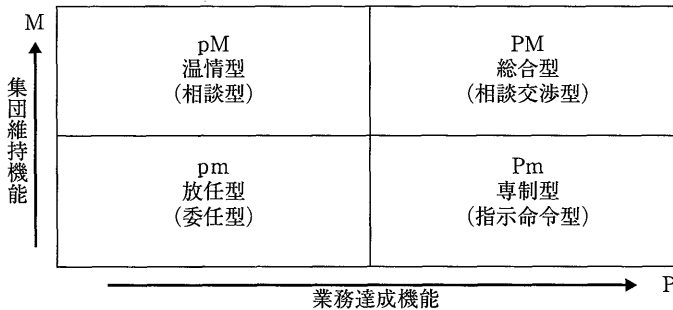 M
pM
温情型
(相談型)
PM
総合型
(相談交渉型)
集団維持機能
pm
放任型
(委任型)
Pm
専制型
(指示命令型)
業務達成機能
P